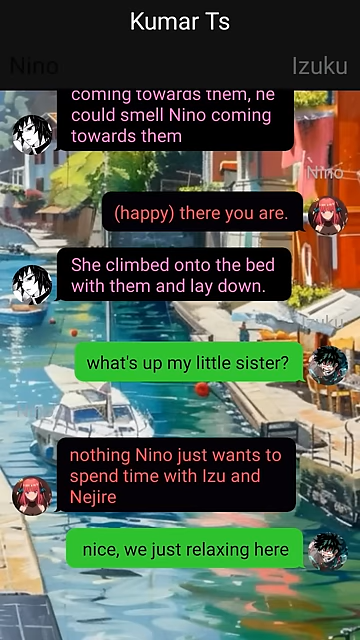 Kumar Ts
Nino
Izuku
coming towards them, he
could smell Nino coming
towards them
Nino
(happy) there you are.
She climbed onto the bed
with them and lay down.
Izuku
what's up my little sister?
nothing Nino just wants to
spend time with Izu and
Nejire
nice, we just relaxing here